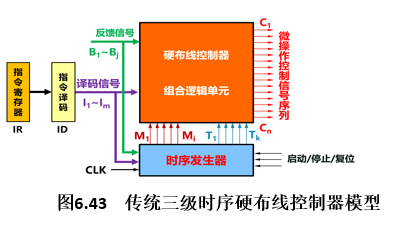 反馈信号
B1~Bj
硬布线控制器
组合逻辑单元
C1
微操作控制信号序列
Cn
指令寄存器
指令译码
译码信号
I1~Im
IR
ID
M1
Mi
T1
Tk
时序发生器
启动/停止/复位
CLK
图6.43 传统三级时序硬布线控制器模型